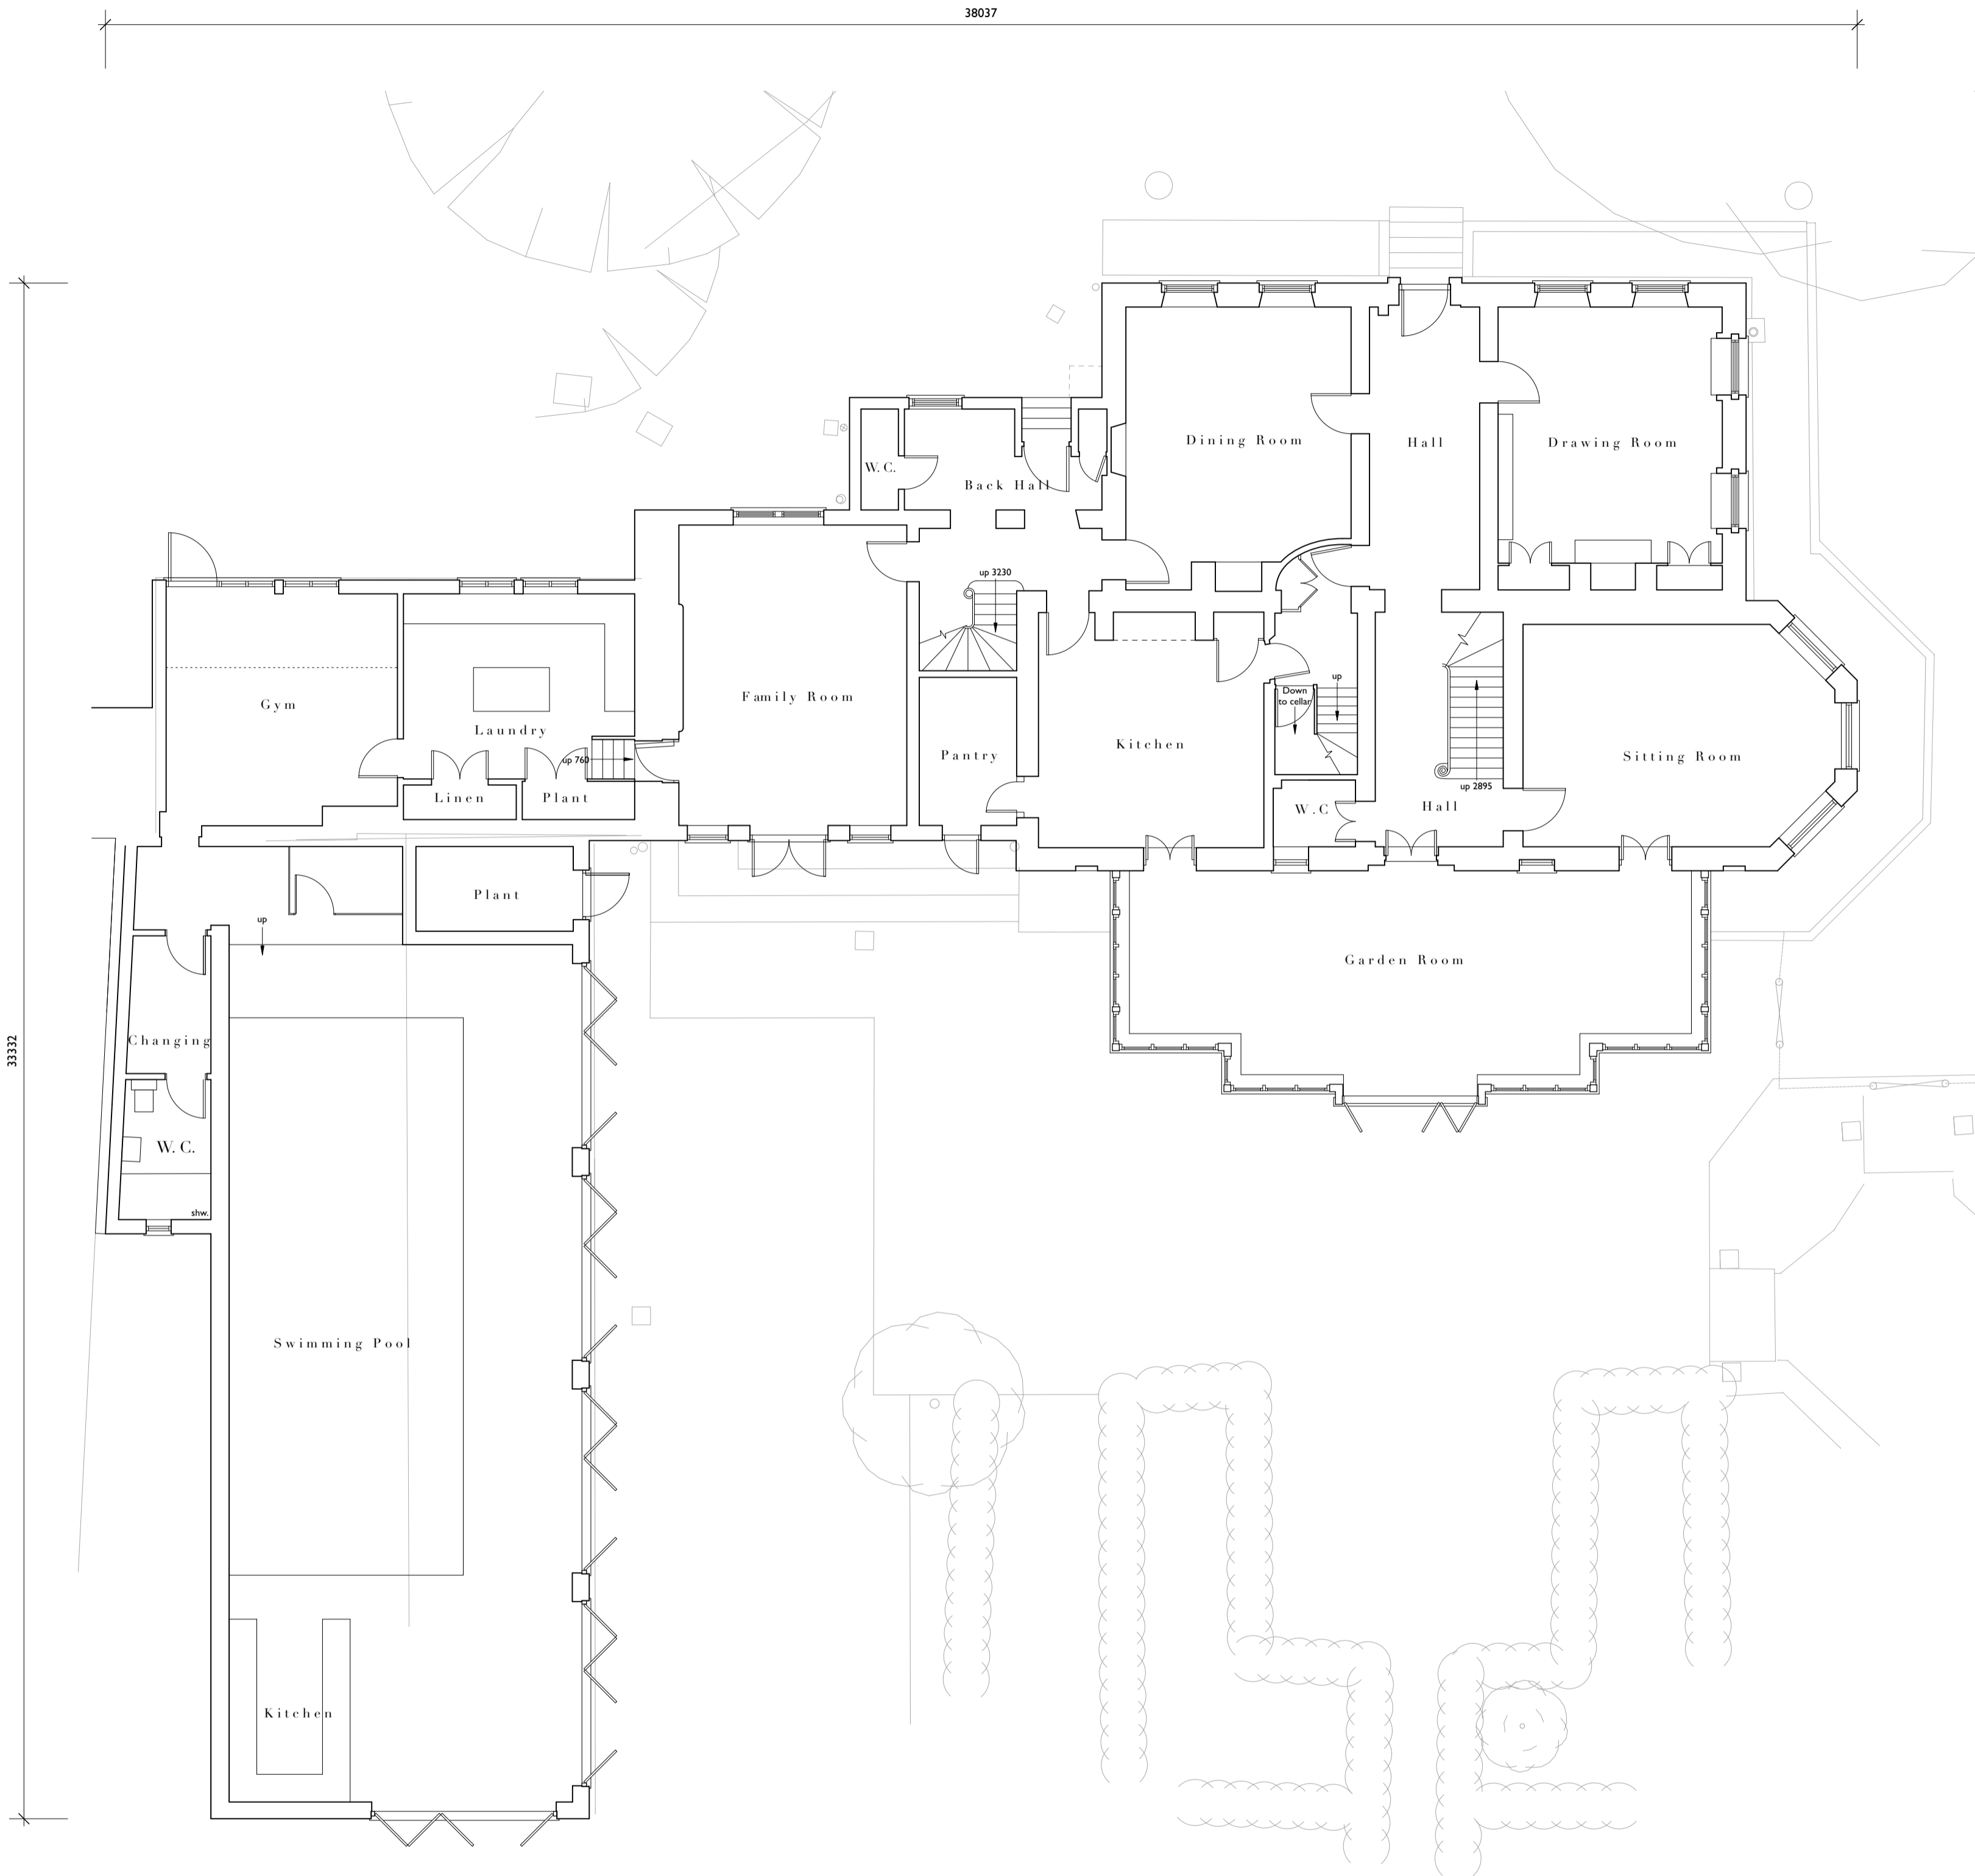 38037
Dining Room
Hall
Drawing Room
W. C.
Back Hall
up 3230
Gym
Laundry
Family Room
up 760
Linen
Plant
Pantry
Kitchen
Down
to cellar
up
W . C
Hall
up 2895
Sitting Room
Plant
up
Garden Room
33332
Changing
W. C.
shw.
Swimming Pool
Kitchen